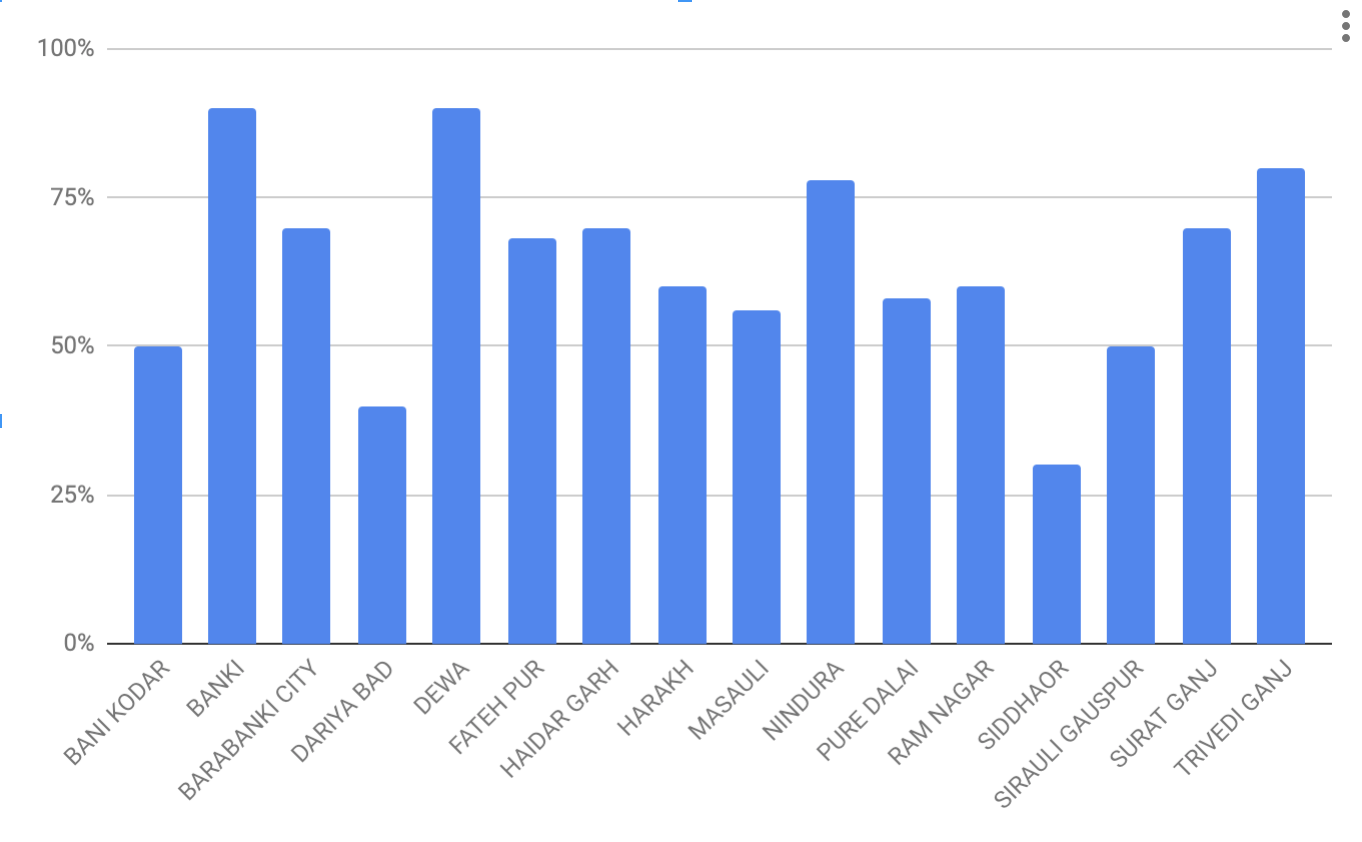 100%
75%
50%
25%
0%
BANI KODAR
BANKI
BARABANKI CITY
DARIYA BAD
DEWA
FATEH PUR
HAIDAR GARH
HARAKH
MASAULI
NINDURA
PURE DALAI
RAM NAGAR
SIDDHAOR
SIRAULI GAUSPUR
SURAT GANJ
TRIVEDI GANJ